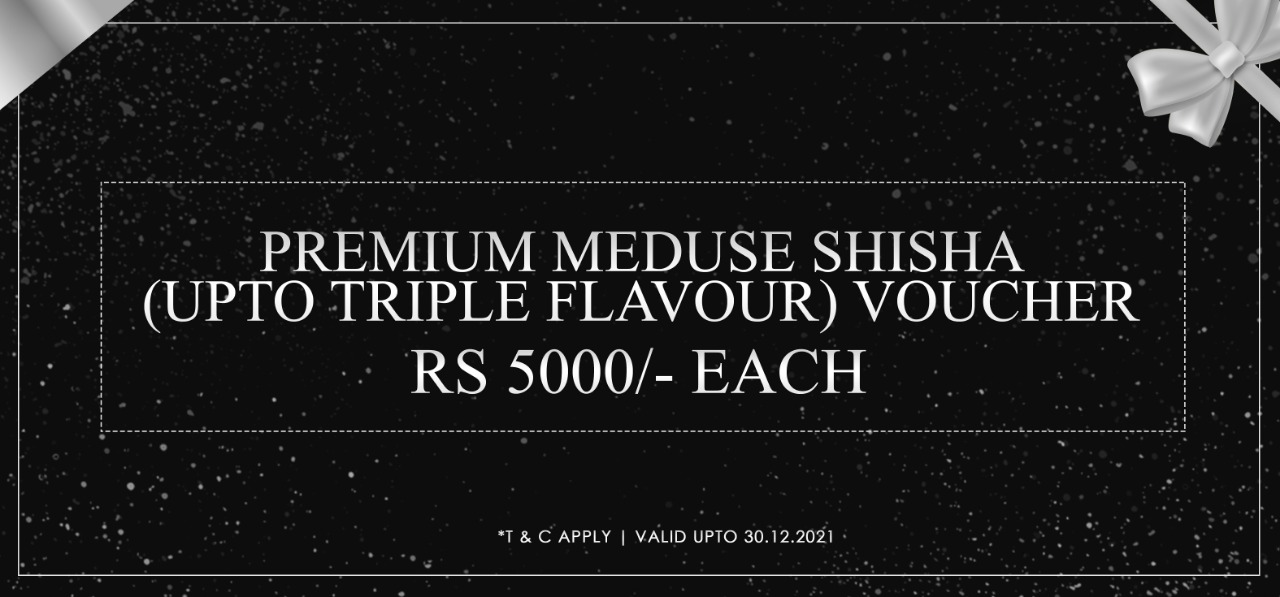 PREMIUM MEDUSE SHISHA
(UPTO TRIPLE FLAVOUR) VOUCHER
RS 5000/- EACH
*T & C APPLY | VALID UPTO 30.12.2021